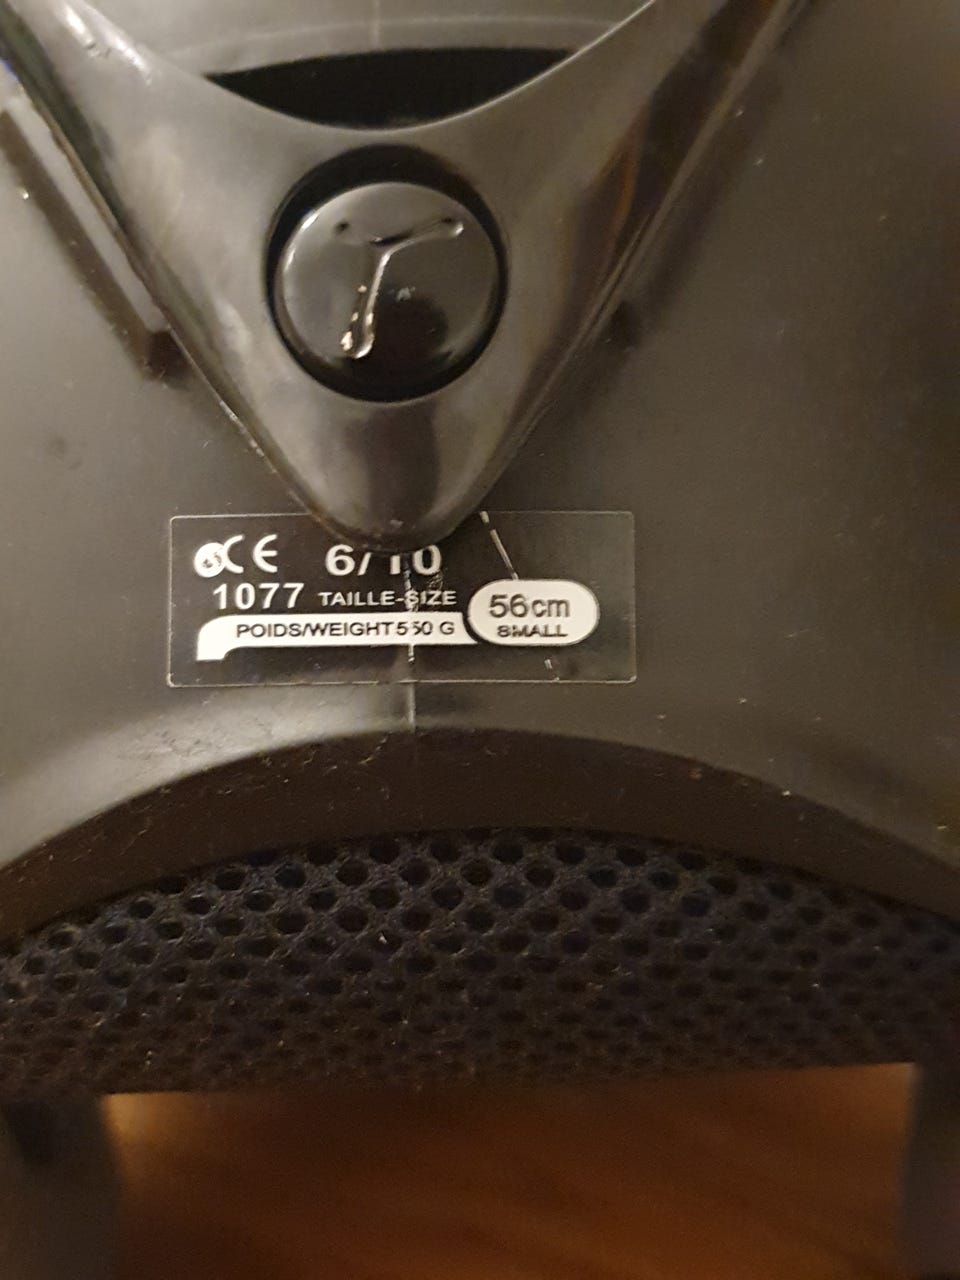 CE 6/10
1077 TAILLE-SIZE
56cm
POIDS/WEIGHT 550 G
SMALL